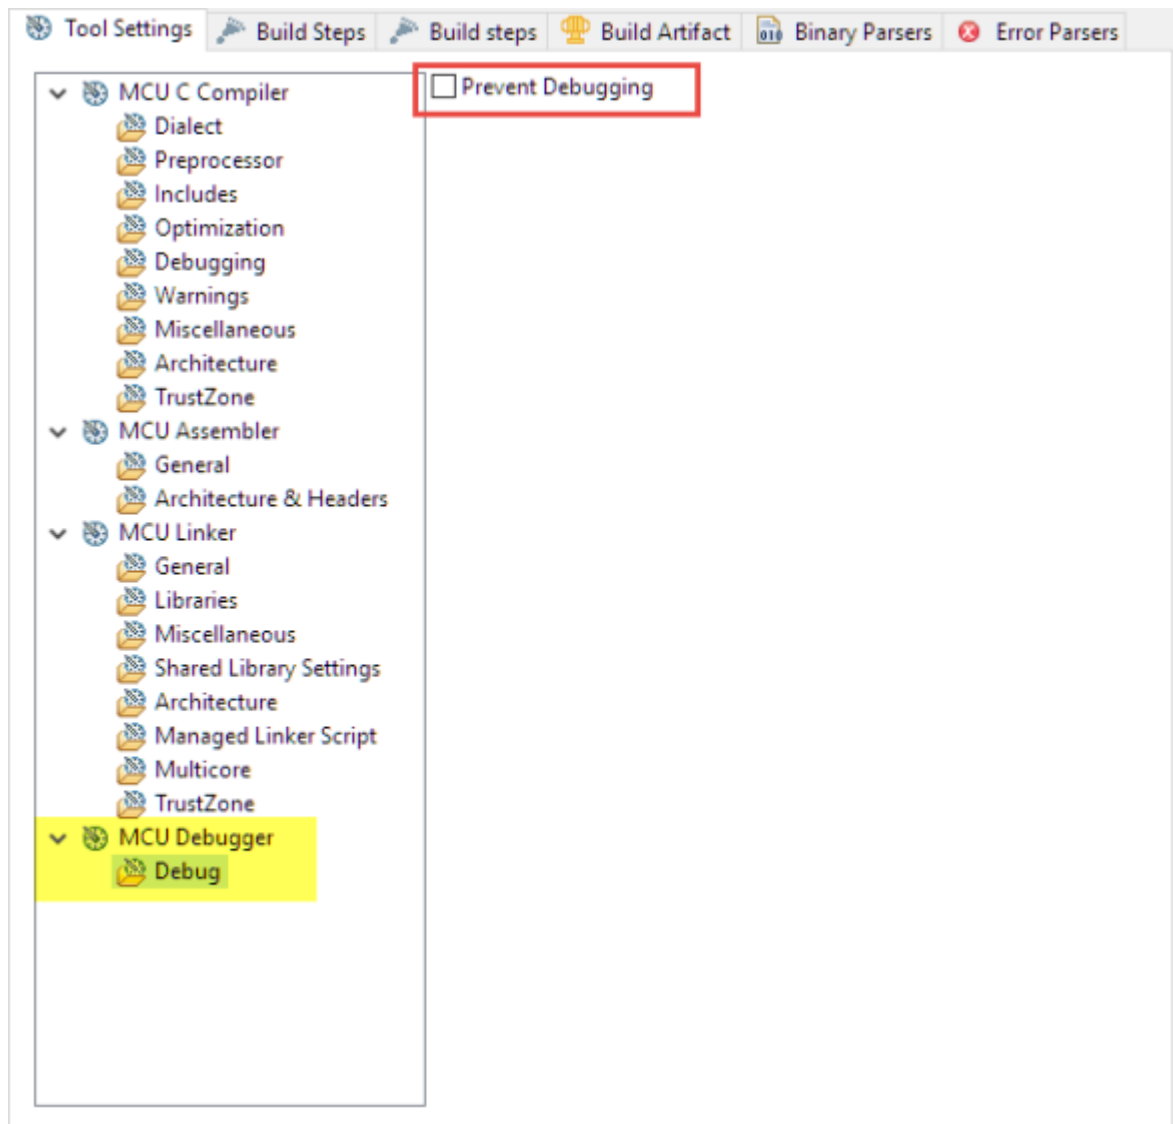 Tool Settings Build Steps Build steps Build Artifact Binary Parsers Error Parsers
Prevent Debugging
MCU C Compiler
Dialect
Preprocessor
Includes
Optimization
Debugging
Warnings
Miscellaneous
Architecture
TrustZone
MCU Assembler
General
Architecture & Headers
MCU Linker
General
Libraries
Miscellaneous
Shared Library Settings
Architecture
Managed Linker Script
Multicore
TrustZone
MCU Debugger
Debug